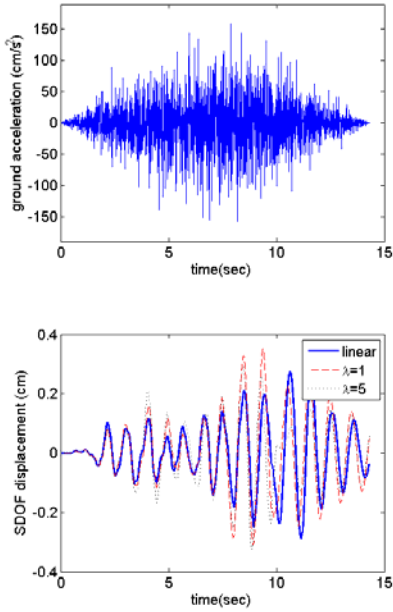 150
100
50
0
-50
-100
-150
ground acceleration (cm/s²)
0 5 10 15
time(sec)
0.4
0.2
0
-0.2
-0.4
SDOF displacement (cm)
linear
λ=1
λ=5
0 5 10 15
time(sec)